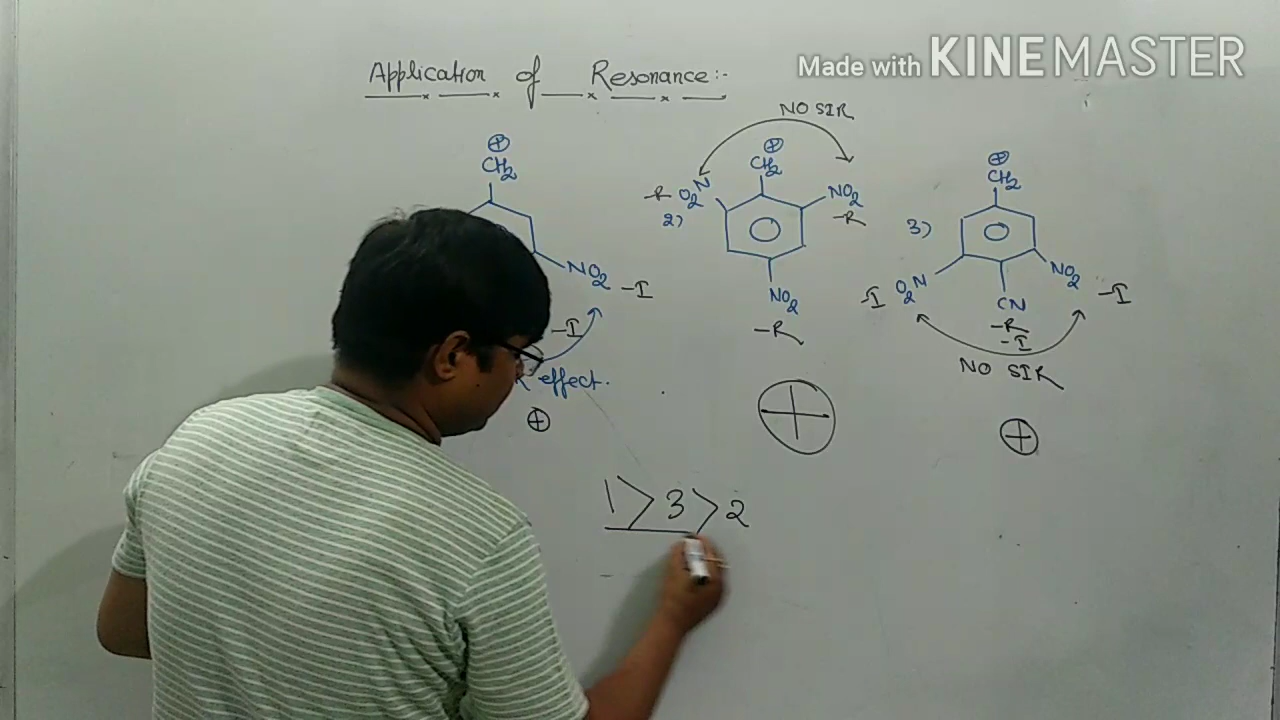 Made with KINEMASTER
Application of Resonance:-
NO SIR
⊕
CH2
NO2
-I
-I
effect.
⊕
2)
⊕
CH2
-R O2N
NO2
-R
NO2
-R
⊕
3)
⊕
CH2
-I O2N
NO2
-I
CN
-R
-I
NO SIR
⊕
1 > 3 > 2